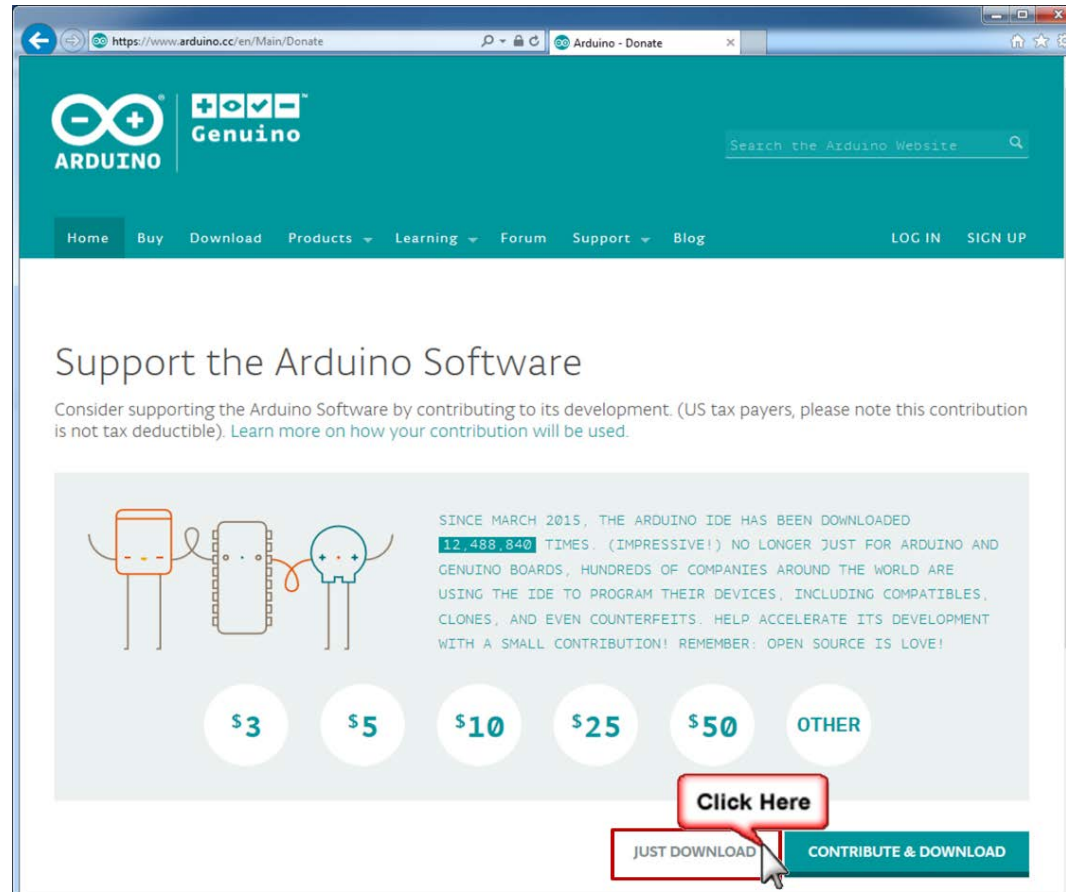 https://www.arduino.cc/en/Main/Donate
Arduino - Donate
ARDUINO
Genuino
Search the Arduino Website
Home Buy Download Products Learning Forum Support Blog LOG IN SIGN UP
Support the Arduino Software
Consider supporting the Arduino Software by contributing to its development. (US tax payers, please note this contribution
is not tax deductible). Learn more on how your contribution will be used.
SINCE MARCH 2015, THE ARDUINO IDE HAS BEEN DOWNLOADED
12,488,840 TIMES. (IMPRESSIVE!) NO LONGER JUST FOR ARDUINO AND
GENUINO BOARDS, HUNDREDS OF COMPANIES AROUND THE WORLD ARE
USING THE IDE TO PROGRAM THEIR DEVICES, INCLUDING COMPATIBLES,
CLONES, AND EVEN COUNTERFEITS. HELP ACCELERATE ITS DEVELOPMENT
WITH A SMALL CONTRIBUTION! REMEMBER: OPEN SOURCE IS LOVE!
$3 $5 $10 $25 $50 OTHER
Click Here
JUST DOWNLOAD CONTRIBUTE & DOWNLOAD